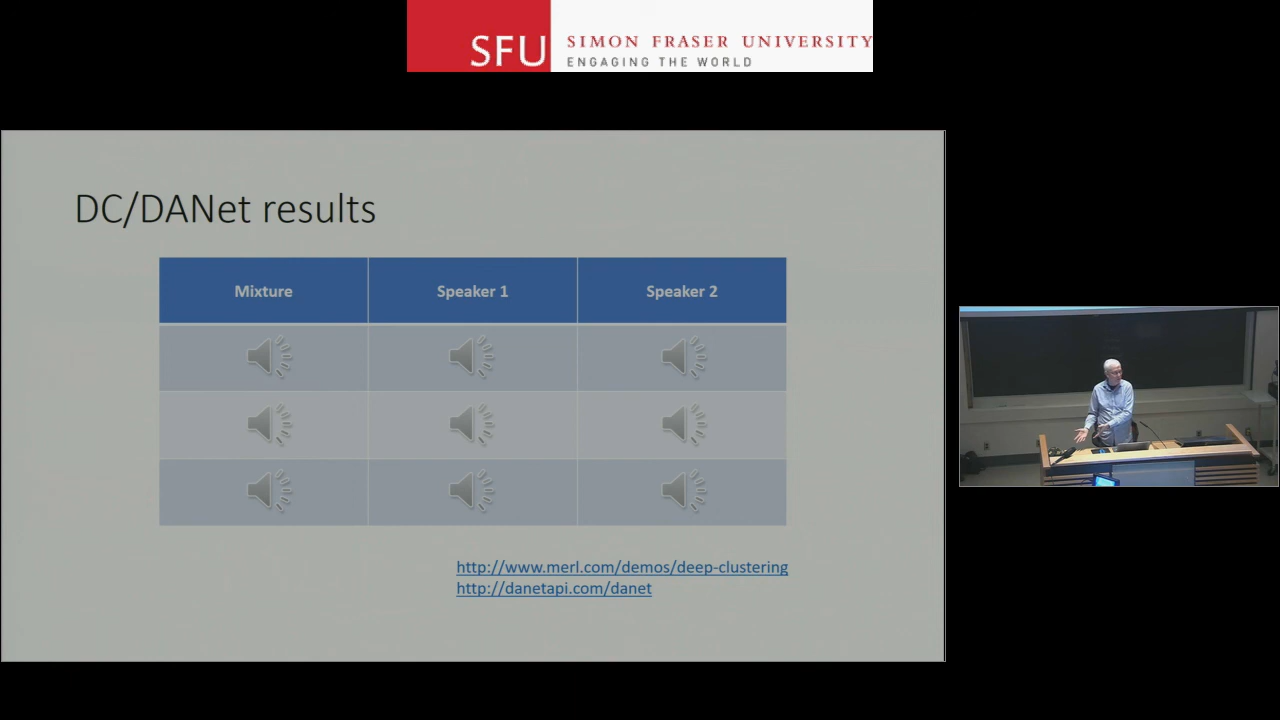 SFU SIMON FRASER UNIVERSITY
ENGAGING THE WORLD
DC/DANet results
Mixture Speaker 1 Speaker 2
http://www.merl.com/demos/deep-clustering
http://danetapi.com/danet